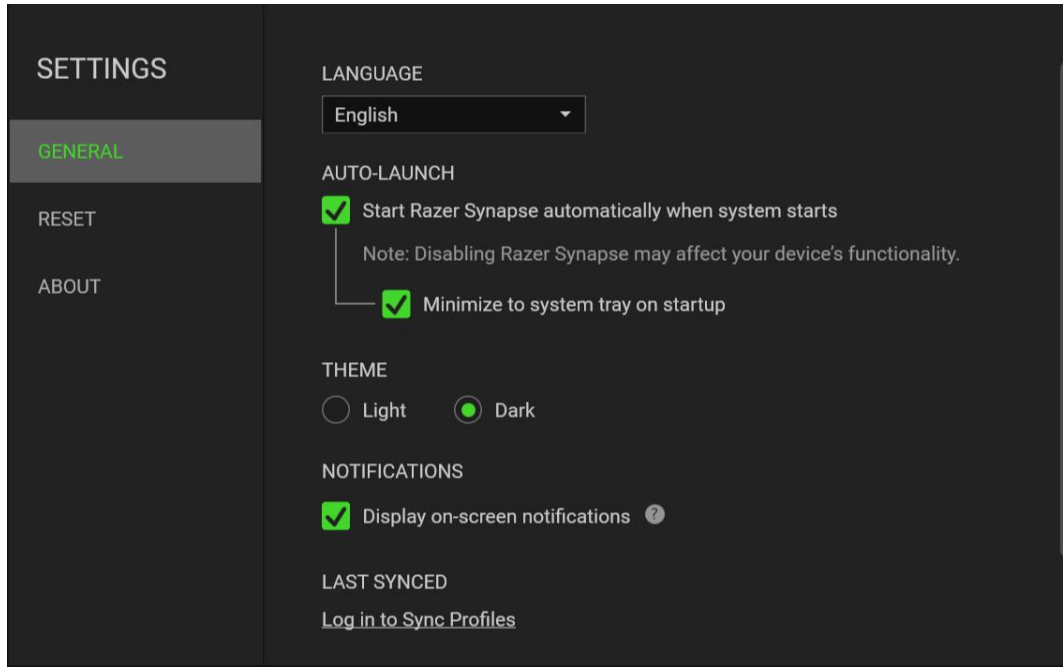 SETTINGS
GENERAL
RESET
ABOUT
LANGUAGE
English
AUTO-LAUNCH
Start Razer Synapse automatically when system starts
Note: Disabling Razer Synapse may affect your device’s functionality.
Minimize to system tray on startup
THEME
Light
Dark
NOTIFICATIONS
Display on-screen notifications ?
LAST SYNCED
Log in to Sync Profiles